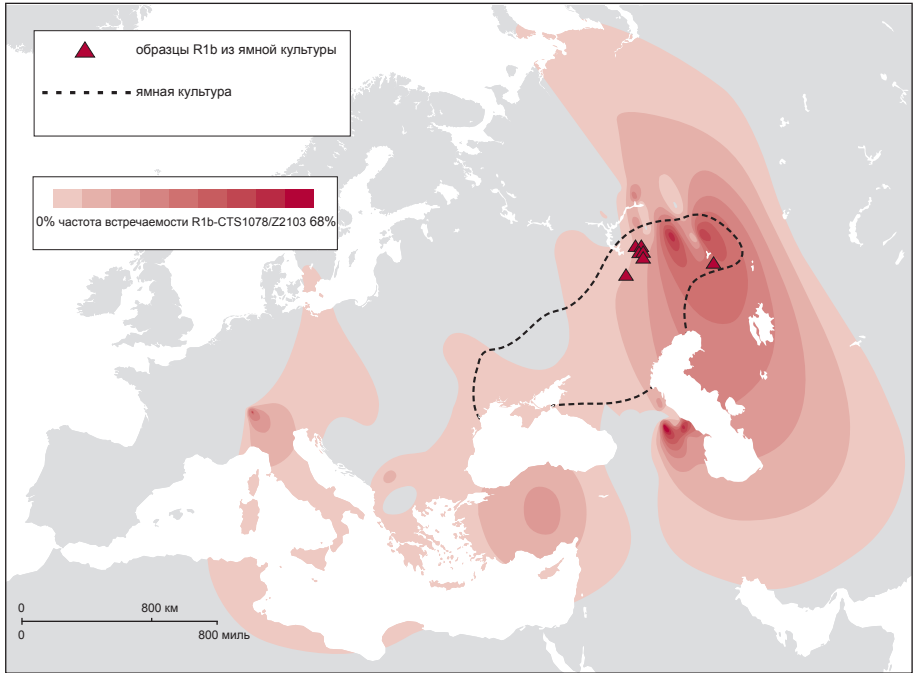 образцы R1b из ямной культуры
ямная культура
0% частота встречаемости R1b-CTS1078/Z2103 68%
0 800 км
0 800 миль